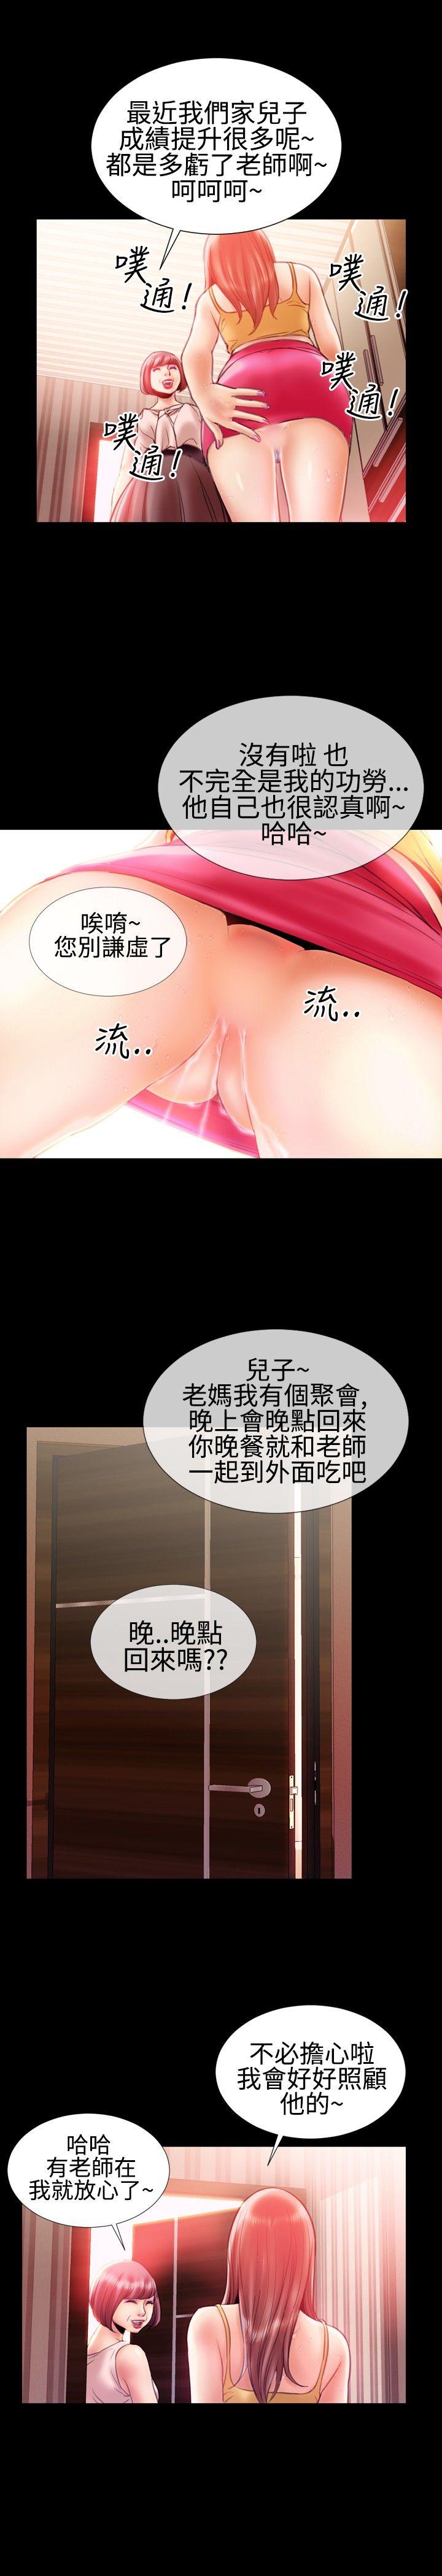 最近我們家兒子
成績提升很多呢~
都是多虧了老師啊~
呵呵呵~
噗
通!
噗
通!
噗
通!
噗
通!
沒有啦 也
不完全是我的功勞...
他自己也很認真啊~
哈哈~
唉唷~
您別謙虛了
流..
流..
兒子~
老媽我有個聚會,
晚上會晚點回來
你晚餐就和老師
一起到外面吃吧
晚..晚點
回來嗎??
不必擔心啦
我會好好照顧
他的~
哈哈
有老師在
我就放心了~